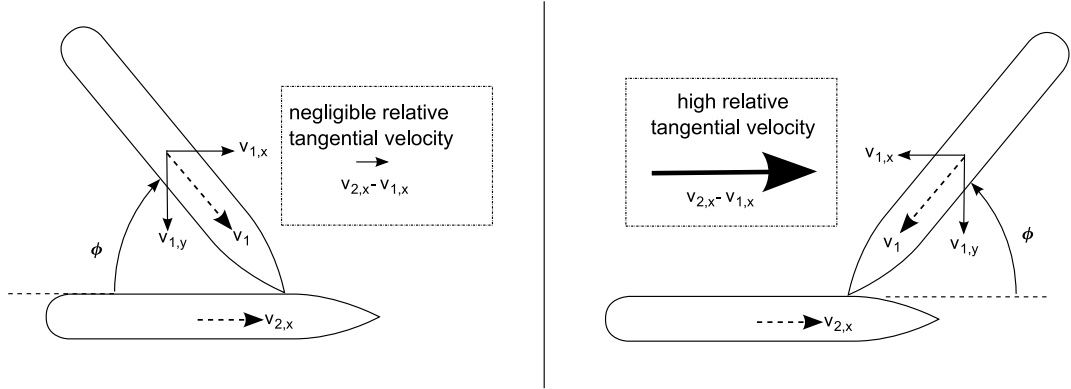 negligible relative
tangential velocity
v1,x
v2,x- v1,x
v1,y
v1
ϕ
v2,x
high relative
tangential velocity
v1,x
v2,x- v1,x
v1
v1,y
ϕ
v2,x